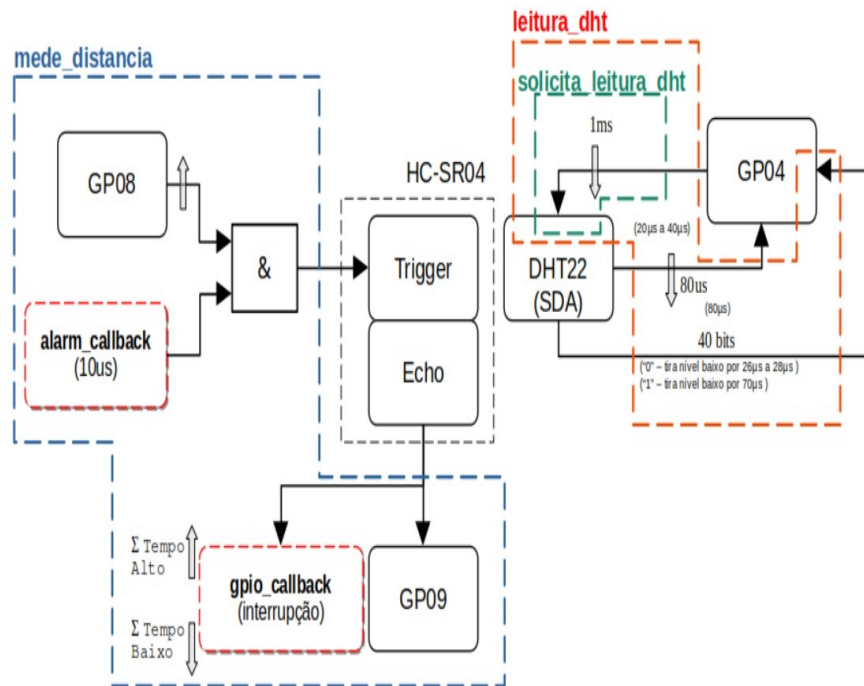 leitura_dht
mede_distancia
solicita_leitura_dht
1ms
GP08
HC-SR04
GP04
&
Trigger
(20µs a 40µs)
DHT22
(SDA)
80us
(80µs)
alarm_callback
(10us)
Echo
40 bits
("0" – tira nível baixo por 26µs a 28µs )
("1" – tira nível baixo por 70µs )
Σ Tempo
Alto
gpio_callback
(interrupção)
GP09
Σ Tempo
Baixo